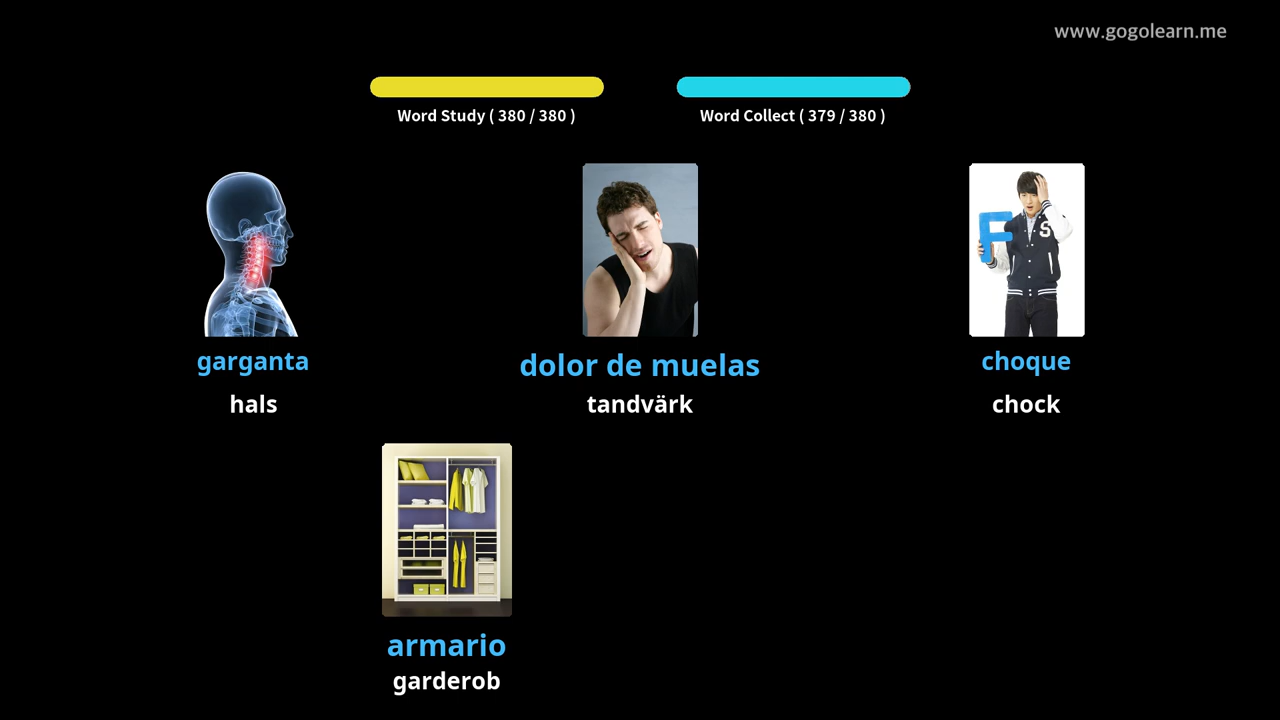 www.gogolearn.me
Word Study ( 380 / 380 )
Word Collect ( 379 / 380 )
F
S
garganta
dolor de muelas
choque
hals
tandvärk
chock
armario
garderob